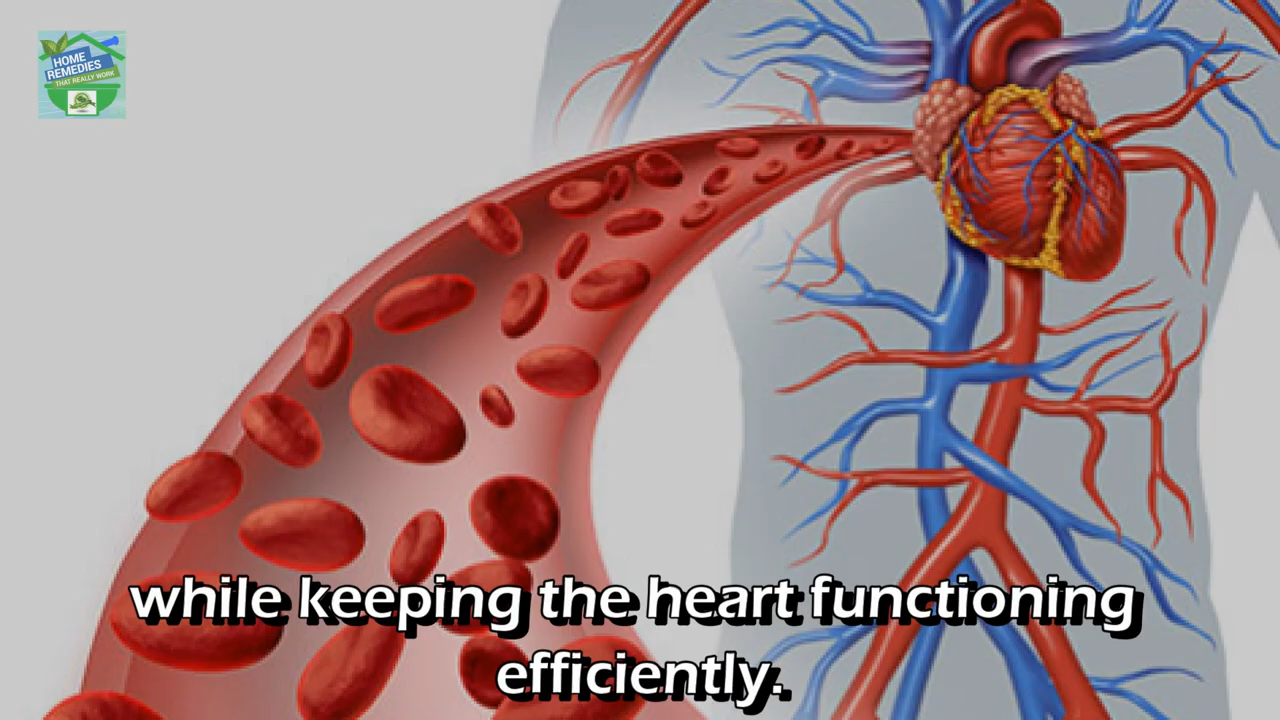 HOME
REMEDIES
THAT REALLY WORK
while keeping the heart functioning
efficiently.